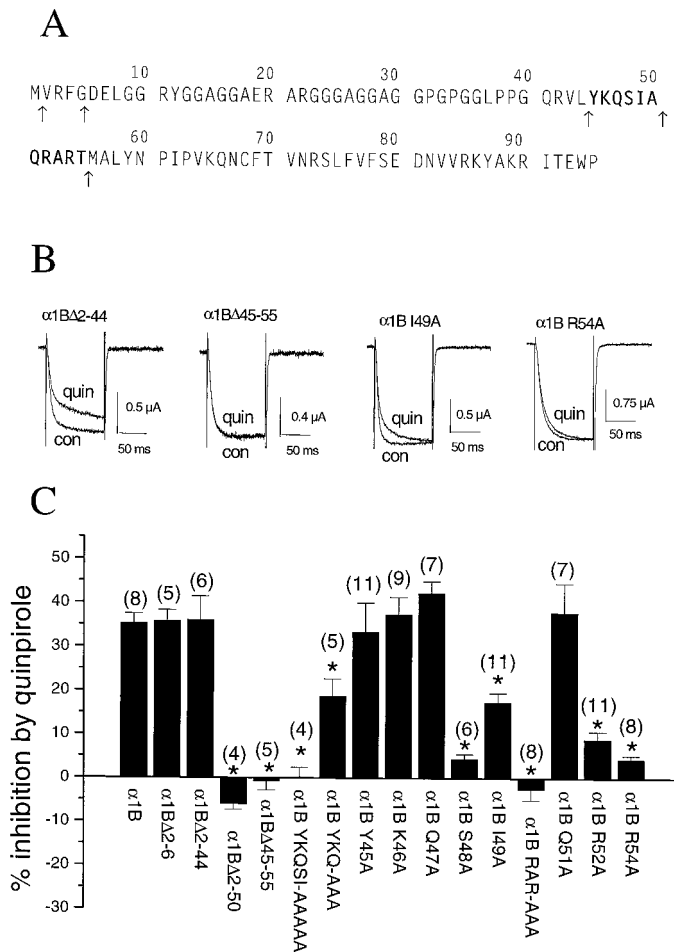 A
10 20 30 40 50
MVRFGDELGG RYGGAGGAER ARGGGAGGAG GPGPGGLPPG QRVLYKQSIA
↑ ↑ ↑ ↑
60 70 80 90
QRARTMALYN PIPVKQNCFT VNRSLFVFSE DNVVRKYAKR ITEWP
↑
B
α1BΔ2-44 α1BΔ45-55 α1B I49A α1B R54A
quin quin quin quin
0.5 µA 0.4 µA 0.5 µA 0.75 µA
con con con con
50 ms 50 ms 50 ms 50 ms
C
% inhibition by quinpirole
50
40
30
20
10
0
-10
-20
-30
(8) (5) (6) (4) (5) (4) (5) (11) (9) (7) (6) (11) (8) (7) (11) (8)
* * * * * * * * *
α1B
α1BΔ2-6
α1BΔ2-44
α1BΔ2-50
α1BΔ45-55
α1B YKQSI-AAAAA
α1B YKQ-AAA
α1B Y45A
α1B K46A
α1B Q47A
α1B S48A
α1B I49A
α1B RAR-AAA
α1B Q51A
α1B R52A
α1B R54A